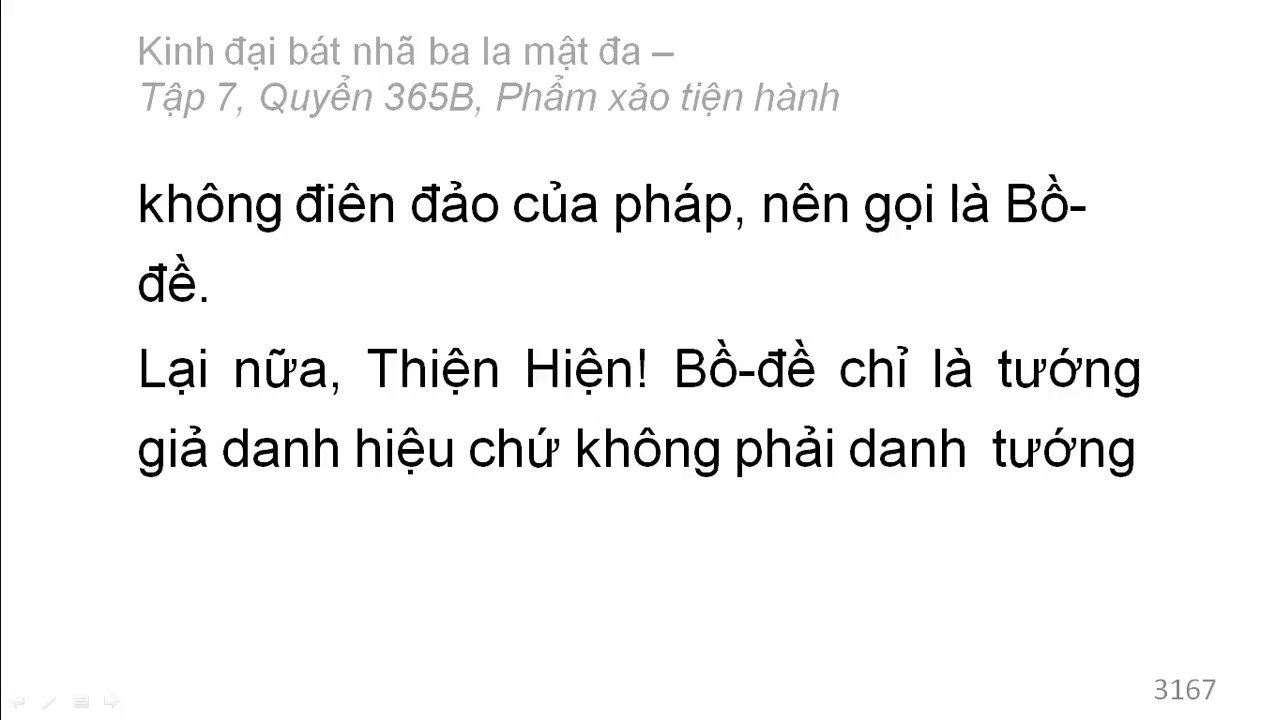 Kinh đại bát nhã ba la mật đa –
Tập 7, Quyển 365B, Phẩm xảo tiện hành
không điên đảo của pháp, nên gọi là Bồ-
đề.
Lại nữa, Thiện Hiện! Bồ-đề chỉ là tướng
giả danh hiệu chứ không phải danh tướng
3167